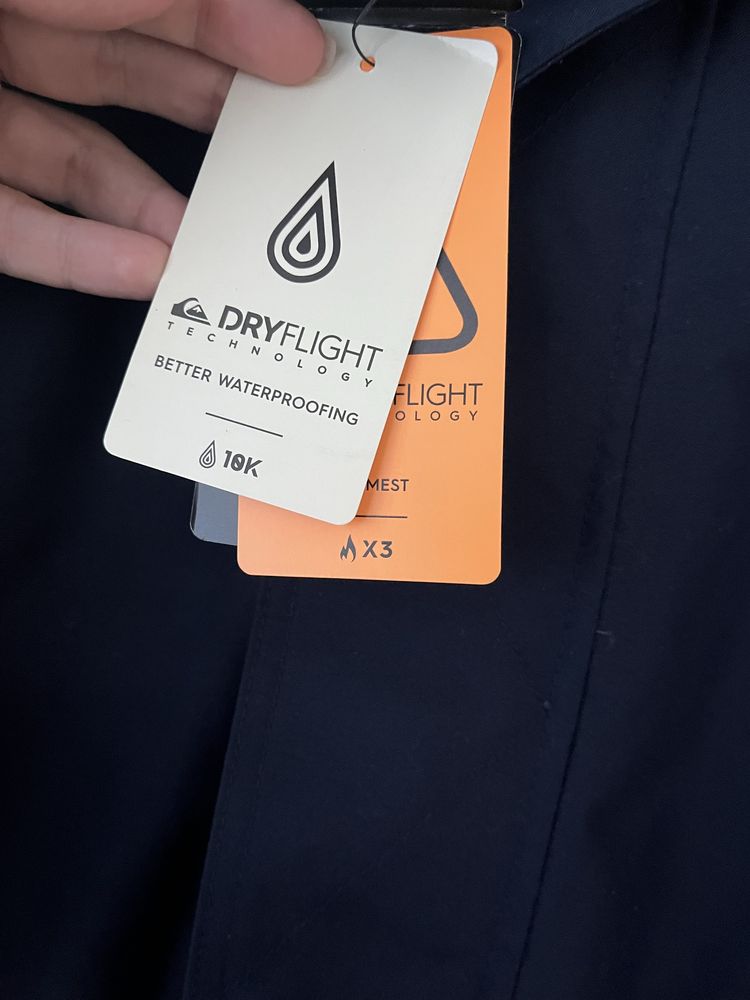 DRYFLIGHT
TECHNOLOGY
BETTER WATERPROOFING
10K
FLIGHT
OLOGY
MEST
X3